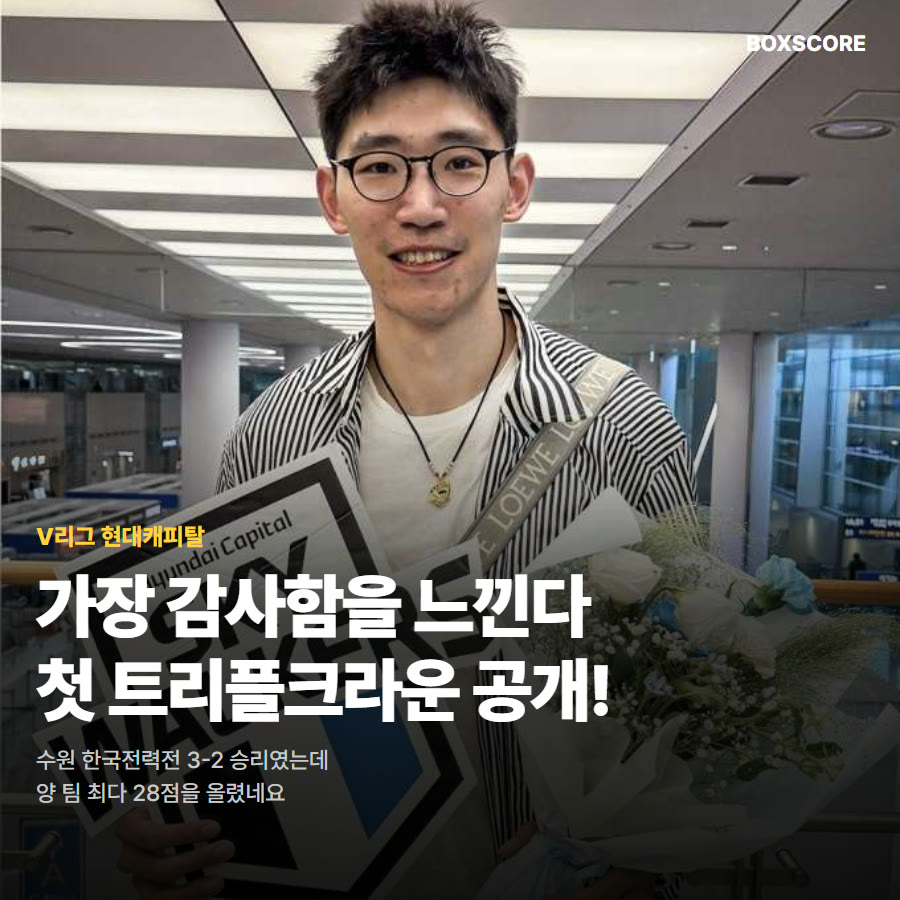 BOXSCORE
LOEWE LOEWE
V리그 현대캐피탈
Hyundai Capital
SKY
WALKERS
가장 감사함을 느낀다
첫 트리플크라운 공개!
수원 한국전력전 3-2 승리였는데
양 팀 최다 28점을 올렸네요